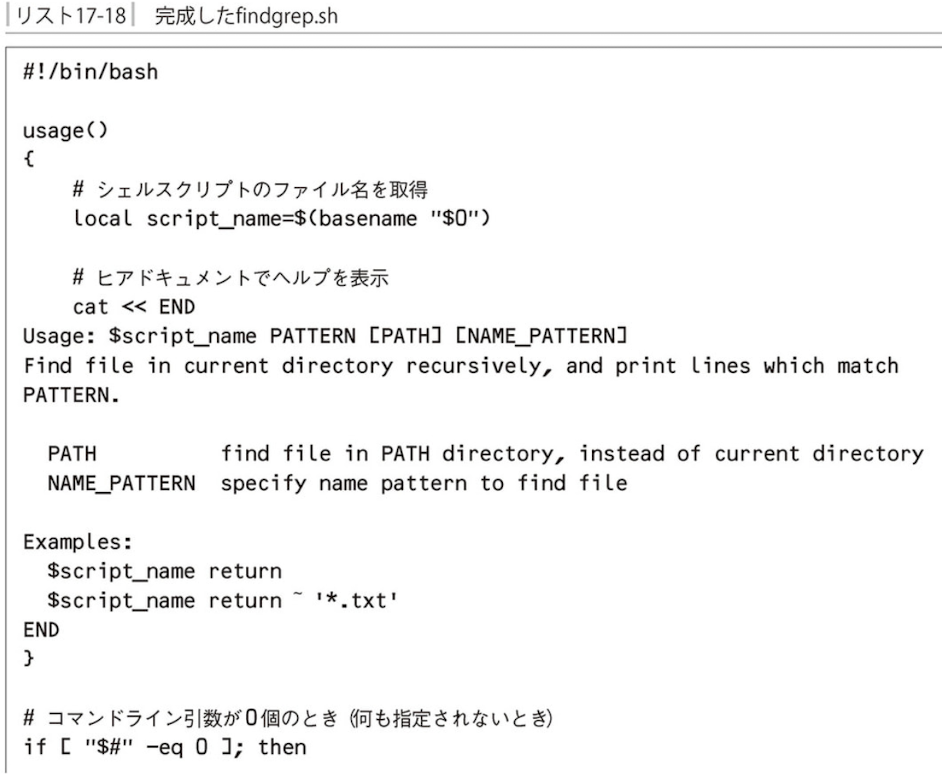 リスト17-18 完成したfindgrep.sh
#!/bin/bash

usage()
{
    # シェルスクリプトのファイル名を取得
    local script_name=$(basename "$0")

    # ヒアドキュメントでヘルプを表示
    cat << END
Usage: $script_name PATTERN [PATH] [NAME_PATTERN]
Find file in current directory recursively, and print lines which match
PATTERN.

  PATH          find file in PATH directory, instead of current directory
  NAME_PATTERN  specify name pattern to find file

Examples:
  $script_name return
  $script_name return ~ '*.txt'
END
}

# コマンドライン引数が0個のとき（何も指定されないとき）
if [ "$#" -eq 0 ]; then